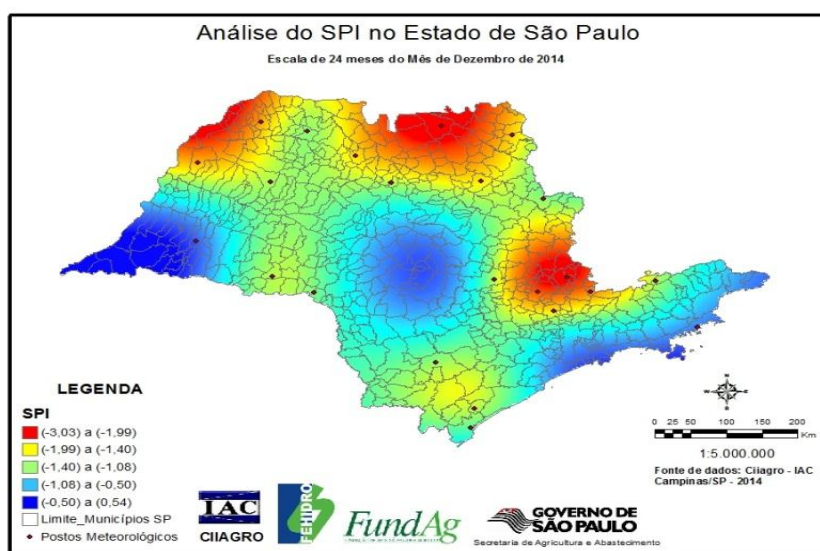 Análise do SPI no Estado de São Paulo
Escala de 24 meses do Mês de Dezembro de 2014
LEGENDA
SPI
(-3,03) a (-1,99)
(-1,99) a (-1,40)
(-1,40) a (-1,08)
(-1,08) a (-0,50)
(-0,50) a (0,54)
Limite_Municípios SP
Postos Meteorológicos
IAC
CIIAGRO
FEHIDRO
FundAg
GOVERNO DE
SÃO PAULO
Secretaria de Agricultura e Abastecimento
N
W E
S
0 25 50 100 150 200
Km
1:5.000.000
Fonte de dados: Ciiagro - IAC
Campinas/SP - 2014